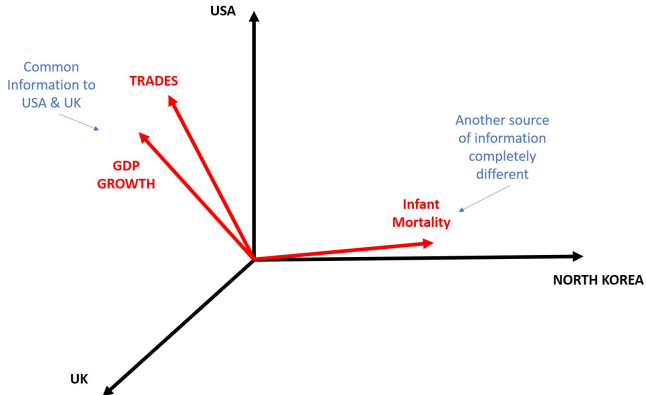 USA
Common
Information to
USA & UK
TRADES
GDP
GROWTH
Another source
of information
completely
different
Infant
Mortality
NORTH KOREA
UK